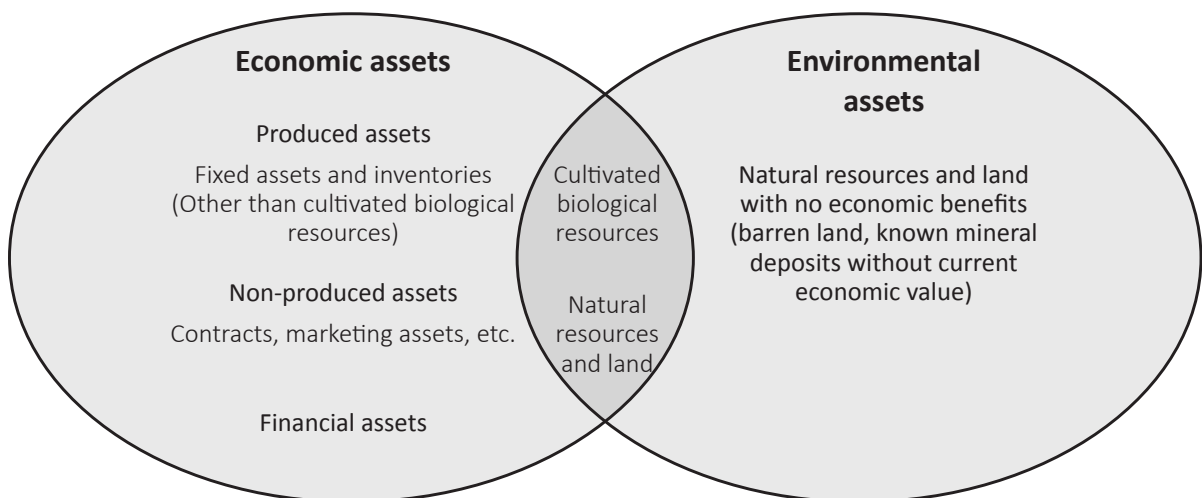 Economic assets
Produced assets
Fixed assets and inventories
(Other than cultivated biological
resources)
Non-produced assets
Contracts, marketing assets, etc.
Financial assets
Cultivated
biological
resources
Natural
resources
and land
Environmental
assets
Natural resources and land
with no economic benefits
(barren land, known mineral
deposits without current
economic value)